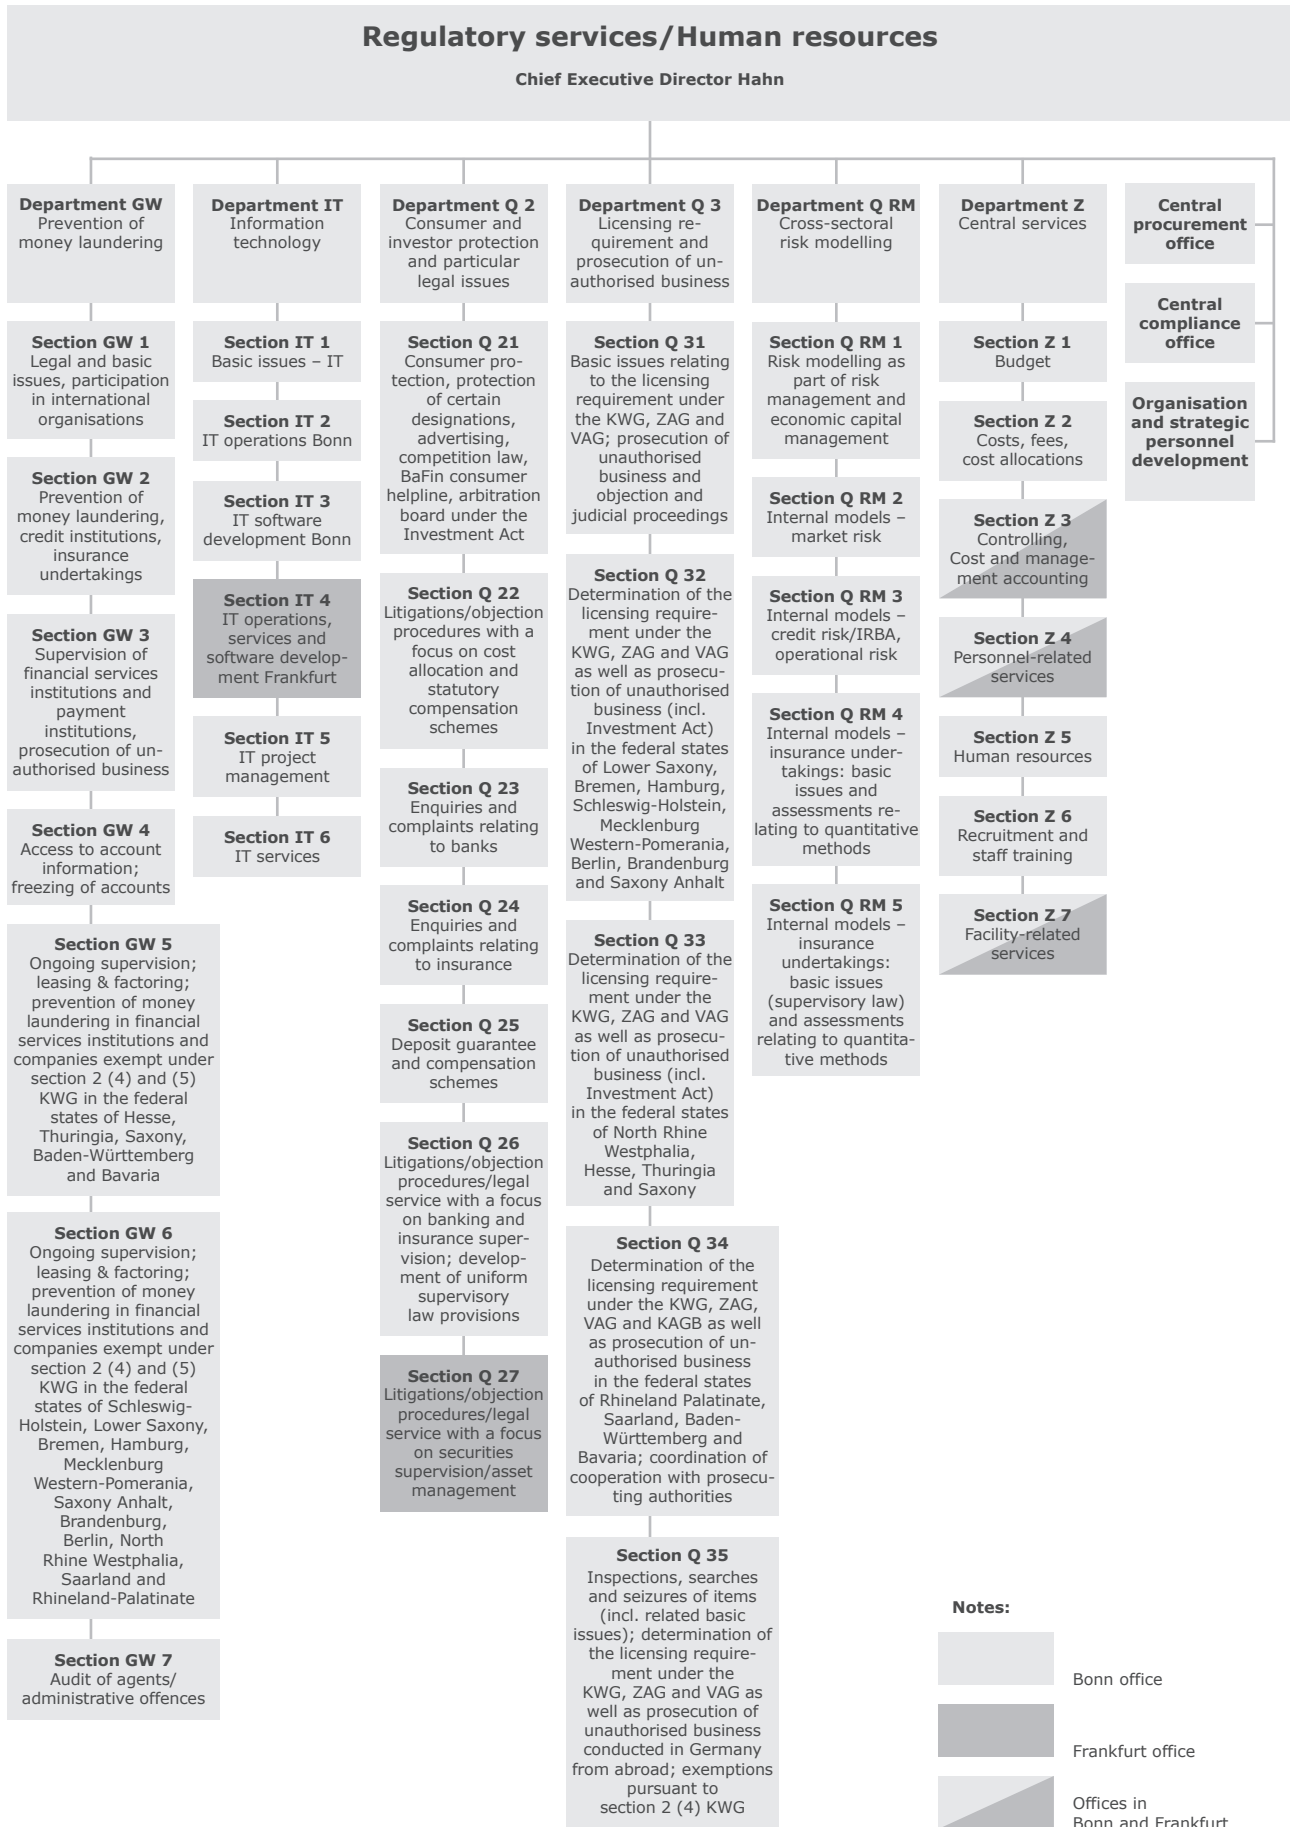 Regulatory services/Human resources
Chief Executive Director Hahn
Department GW
Prevention of
money laundering
Section GW 1
Legal and basic
issues, participation
in international
organisations
Section GW 2
Prevention of
money laundering,
credit institutions,
insurance
undertakings
Section GW 3
Supervision of
financial services
institutions and
payment
institutions,
prosecution of un-
authorised business
Section GW 4
Access to account
information;
freezing of accounts
Section GW 5
Ongoing supervision;
leasing & factoring;
prevention of money
laundering in financial
services institutions and
companies exempt under
section 2 (4) and (5)
KWG in the federal
states of Hesse,
Thuringia, Saxony,
Baden-Württemberg
and Bavaria
Section GW 6
Ongoing supervision;
leasing & factoring;
prevention of money
laundering in financial
services institutions and
companies exempt under
section 2 (4) and (5)
KWG in the federal
states of Schleswig-
Holstein, Lower Saxony,
Bremen, Hamburg,
Mecklenburg
Western-Pomerania,
Saxony Anhalt,
Brandenburg,
Berlin, North
Rhine Westphalia,
Saarland and
Rhineland-Palatinate
Section GW 7
Audit of agents/
administrative offences
Department IT
Information
technology
Section IT 1
Basic issues – IT
Section IT 2
IT operations Bonn
Section IT 3
IT software
development Bonn
Section IT 4
IT operations,
services and
software develop-
ment Frankfurt
Section IT 5
IT project
management
Section IT 6
IT services
Department Q 2
Consumer and
investor protection
and particular
legal issues
Section Q 21
Consumer pro-
tection, protection
of certain
designations,
advertising,
competition law,
BaFin consumer
helpline, arbitration
board under the
Investment Act
Section Q 22
Litigations/objection
procedures with a
focus on cost
allocation and
statutory
compensation
schemes
Section Q 23
Enquiries and
complaints relating
to banks
Section Q 24
Enquiries and
complaints relating
to insurance
Section Q 25
Deposit guarantee
and compensation
schemes
Section Q 26
Litigations/objection
procedures/legal
service with a focus
on banking and
insurance super-
vision; develop-
ment of uniform
supervisory
law provisions
Section Q 27
Litigations/objection
procedures/legal
service with a focus
on securities
supervision/asset
management
Department Q 3
Licensing re-
quirement and
prosecution of un-
authorised business
Section Q 31
Basic issues relating
to the licensing
requirement under
the KWG, ZAG and
VAG; prosecution of
unauthorised
business and
objection and
judicial proceedings
Section Q 32
Determination of the
licensing require-
ment under the
KWG, ZAG and VAG
as well as prosecu-
tion of unauthorised
business (incl.
Investment Act)
in the federal states
of Lower Saxony,
Bremen, Hamburg,
Schleswig-Holstein,
Mecklenburg
Western-Pomerania,
Berlin, Brandenburg
and Saxony Anhalt
Section Q 33
Determination of the
licensing require-
ment under the
KWG, ZAG and VAG
as well as prosecu-
tion of unauthorised
business (incl.
Investment Act)
in the federal states
of North Rhine
Westphalia,
Hesse, Thuringia
and Saxony
Section Q 34
Determination of the
licensing requirement
under the KWG, ZAG,
VAG and KAGB as well
as prosecution of un-
authorised business
in the federal states
of Rhineland Palatinate,
Saarland, Baden-
Württemberg and
Bavaria; coordination of
cooperation with prosecu-
ting authorities
Section Q 35
Inspections, searches
and seizures of items
(incl. related basic
issues); determination of
the licensing require-
ment under the
KWG, ZAG and VAG as
well as prosecution of
unauthorised business
conducted in Germany
from abroad; exemptions
pursuant to
section 2 (4) KWG
Department Q RM
Cross-sectoral
risk modelling
Section Q RM 1
Risk modelling as
part of risk
management and
economic capital
management
Section Q RM 2
Internal models –
market risk
Section Q RM 3
Internal models –
credit risk/IRBA,
operational risk
Section Q RM 4
Internal models –
insurance under-
takings: basic
issues and
assessments re-
lating to quantitative
methods
Section Q RM 5
Internal models –
insurance
undertakings:
basic issues
(supervisory law)
and assessments
relating to quantita-
tive methods
Department Z
Central services
Section Z 1
Budget
Section Z 2
Costs, fees,
cost allocations
Section Z 3
Controlling,
Cost and manage-
ment accounting
Section Z 4
Personnel-related
services
Section Z 5
Human resources
Section Z 6
Recruitment and
staff training
Section Z 7
Facility-related
services
Central
procurement
office
Central
compliance
office
Organisation
and strategic
personnel
development
Notes:
Bonn office
Frankfurt office
Offices in
Bonn and Frankfurt